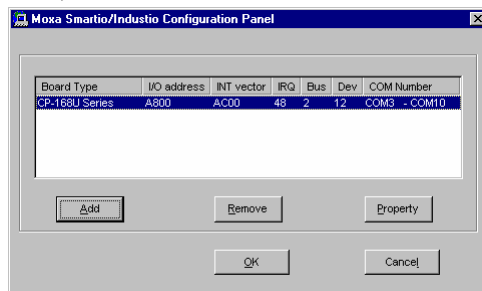 Moxa Smartio/Industio Configuration Panel
Board Type I/O address INT vector IRQ Bus Dev COM Number
CP-168U Series A800 AC00 48 2 12 COM3 - COM10
Add Remove Property
OK Cancel